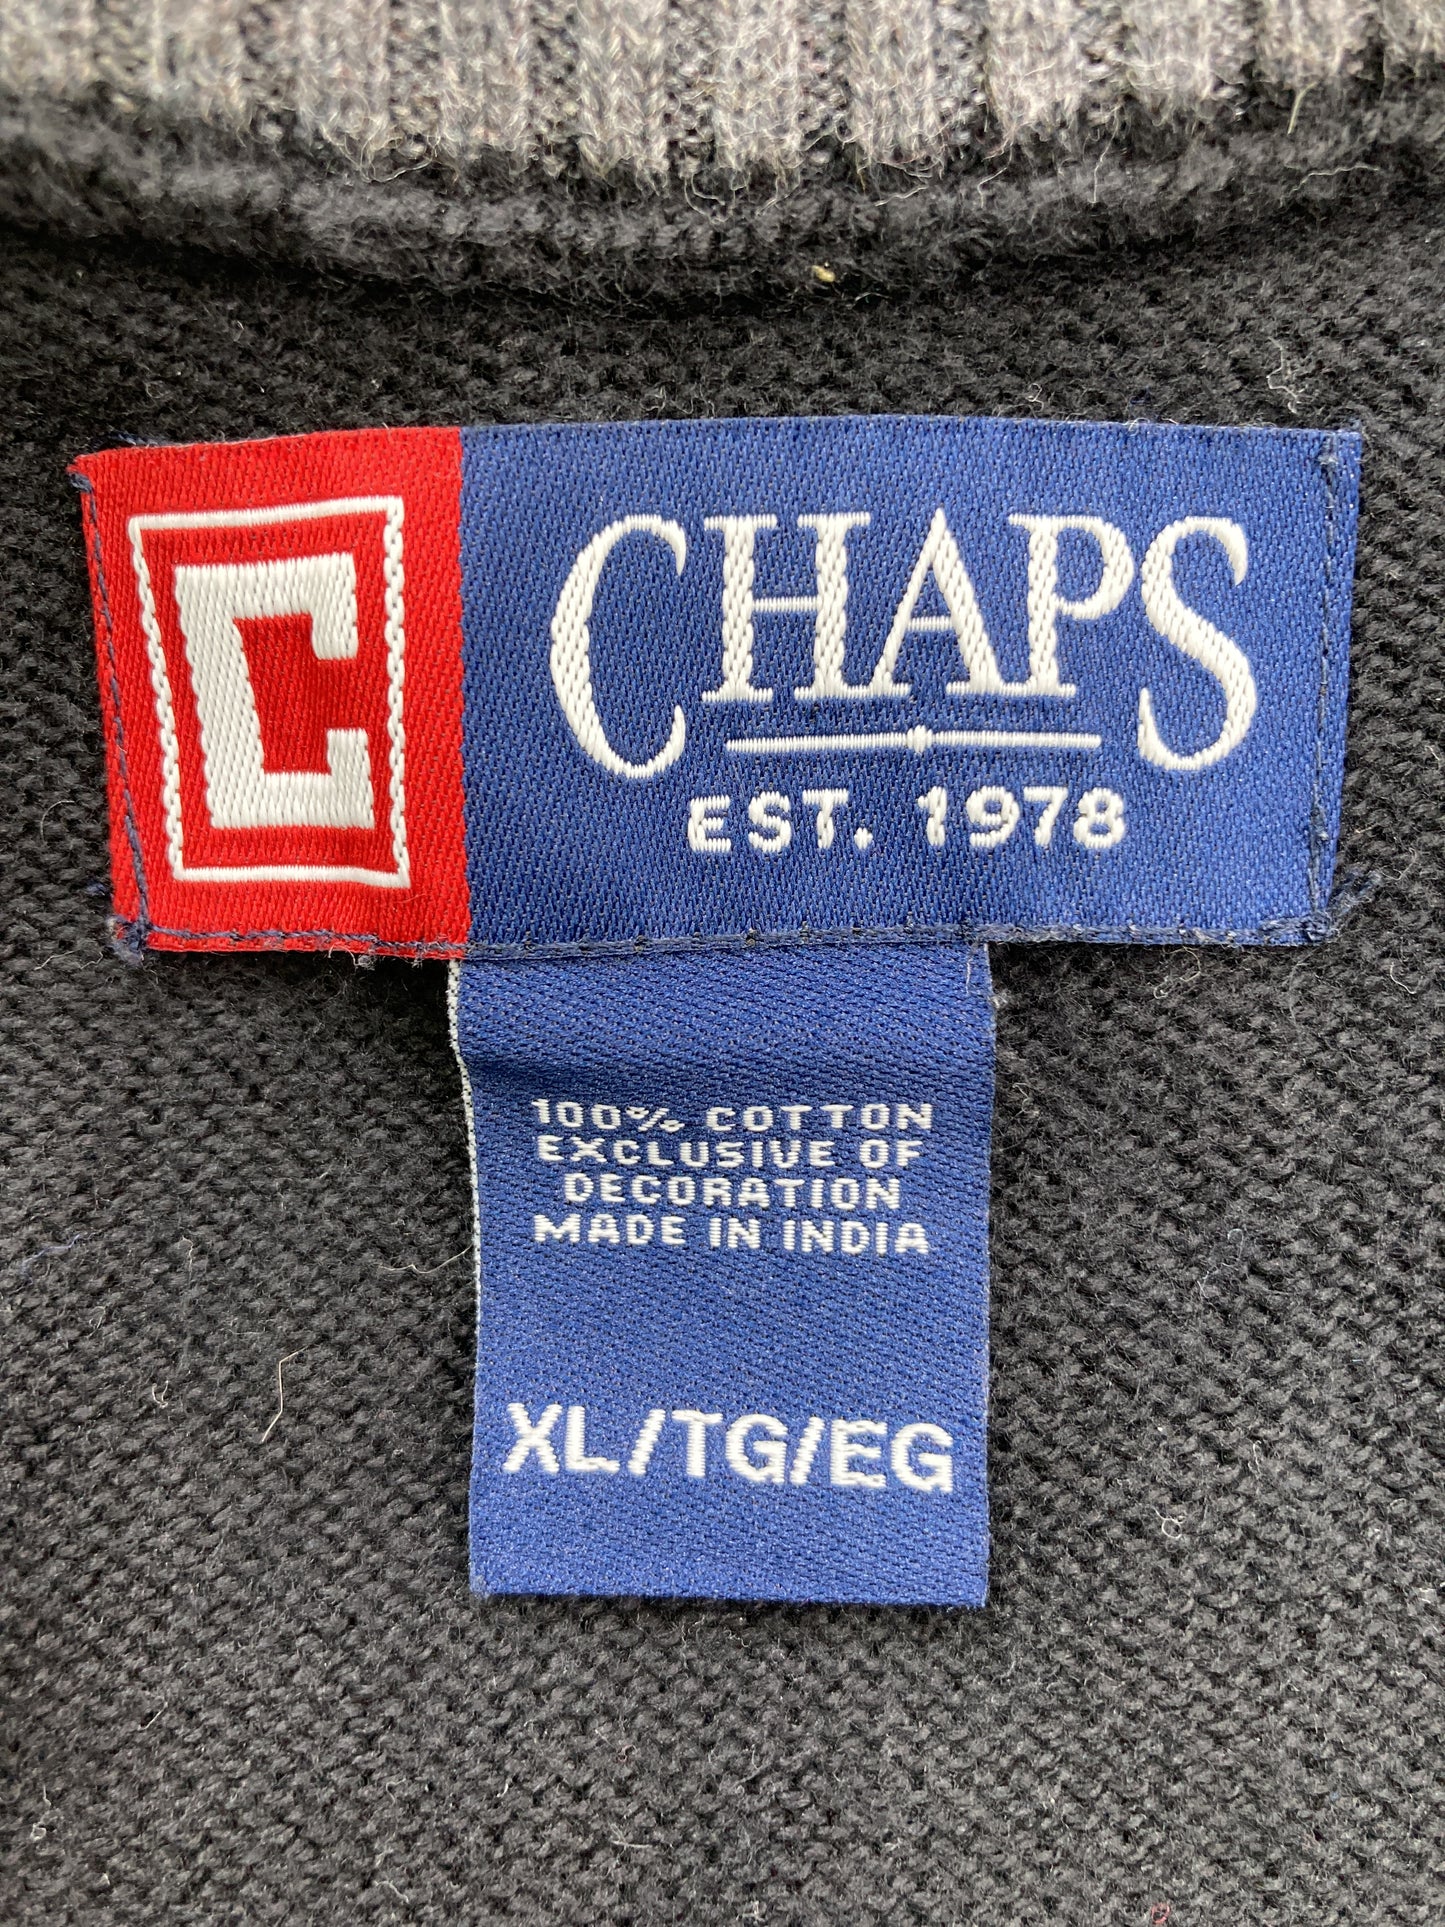 C
CHAPS
EST. 1978
100% COTTON
EXCLUSIVE OF
DECORATION
MADE IN INDIA
XL/TG/EG